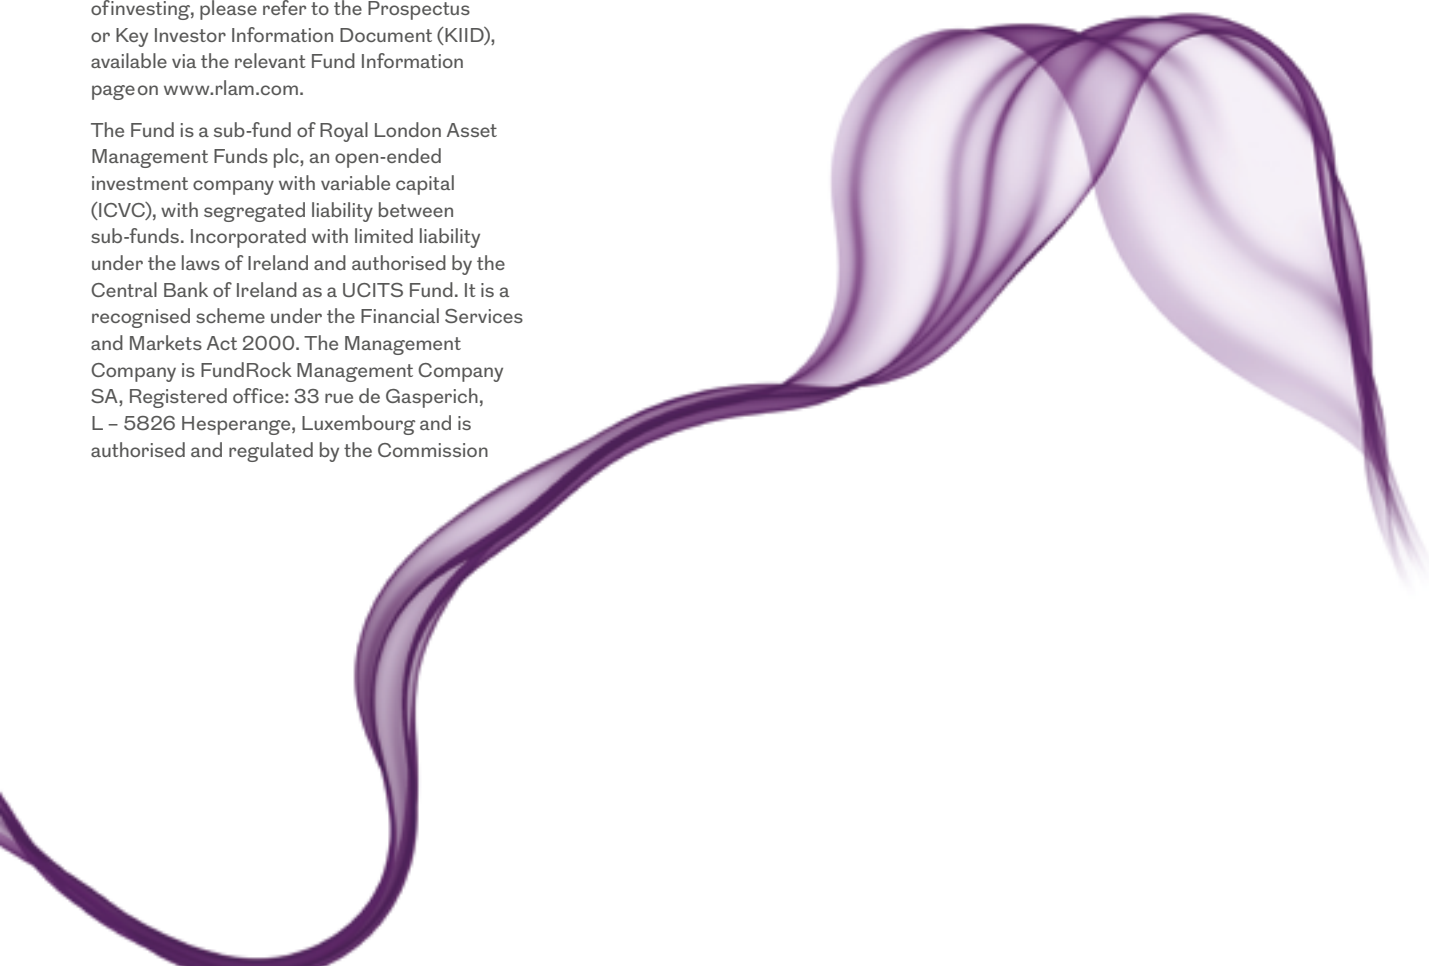 ofinvesting, please refer to the Prospectus
or Key Investor Information Document (KIID),
available via the relevant Fund Information
page on www.rlam.com.
The Fund is a sub-fund of Royal London Asset
Management Funds plc, an open-ended
investment company with variable capital
(ICVC), with segregated liability between
sub-funds. Incorporated with limited liability
under the laws of Ireland and authorised by the
Central Bank of Ireland as a UCITS Fund. It is a
recognised scheme under the Financial Services
and Markets Act 2000. The Management
Company is FundRock Management Company
SA, Registered office: 33 rue de Gasperich,
L – 5826 Hesperange, Luxembourg and is
authorised and regulated by the Commission